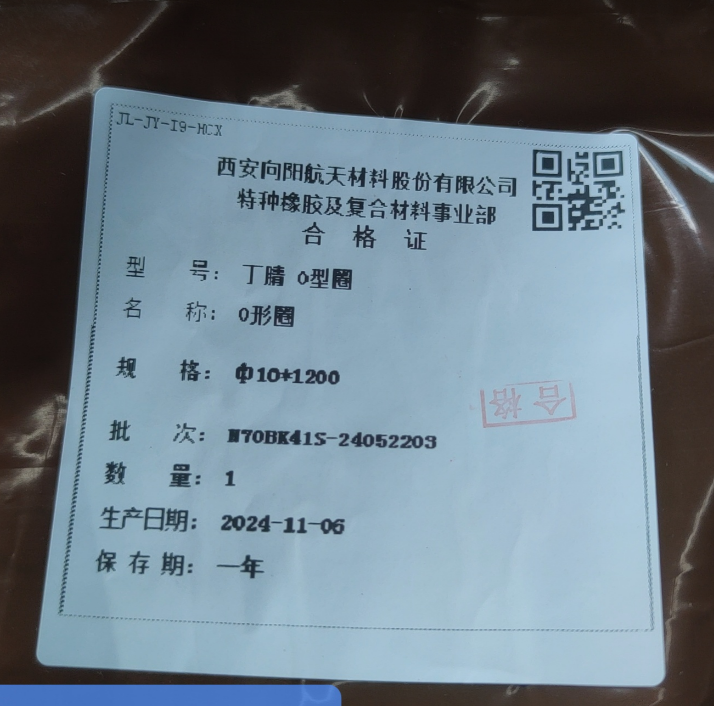 JL-JY-19-HCX
西安向阳航天材料股份有限公司
特种橡胶及复合材料事业部
合 格 证
型 号: 丁腈 O型圈
名 称: O形圈
规 格: Φ10*1200
合格
批 次: N70BK41S-24052203
数 量: 1
生产日期: 2024-11-06
保 存 期: 一年